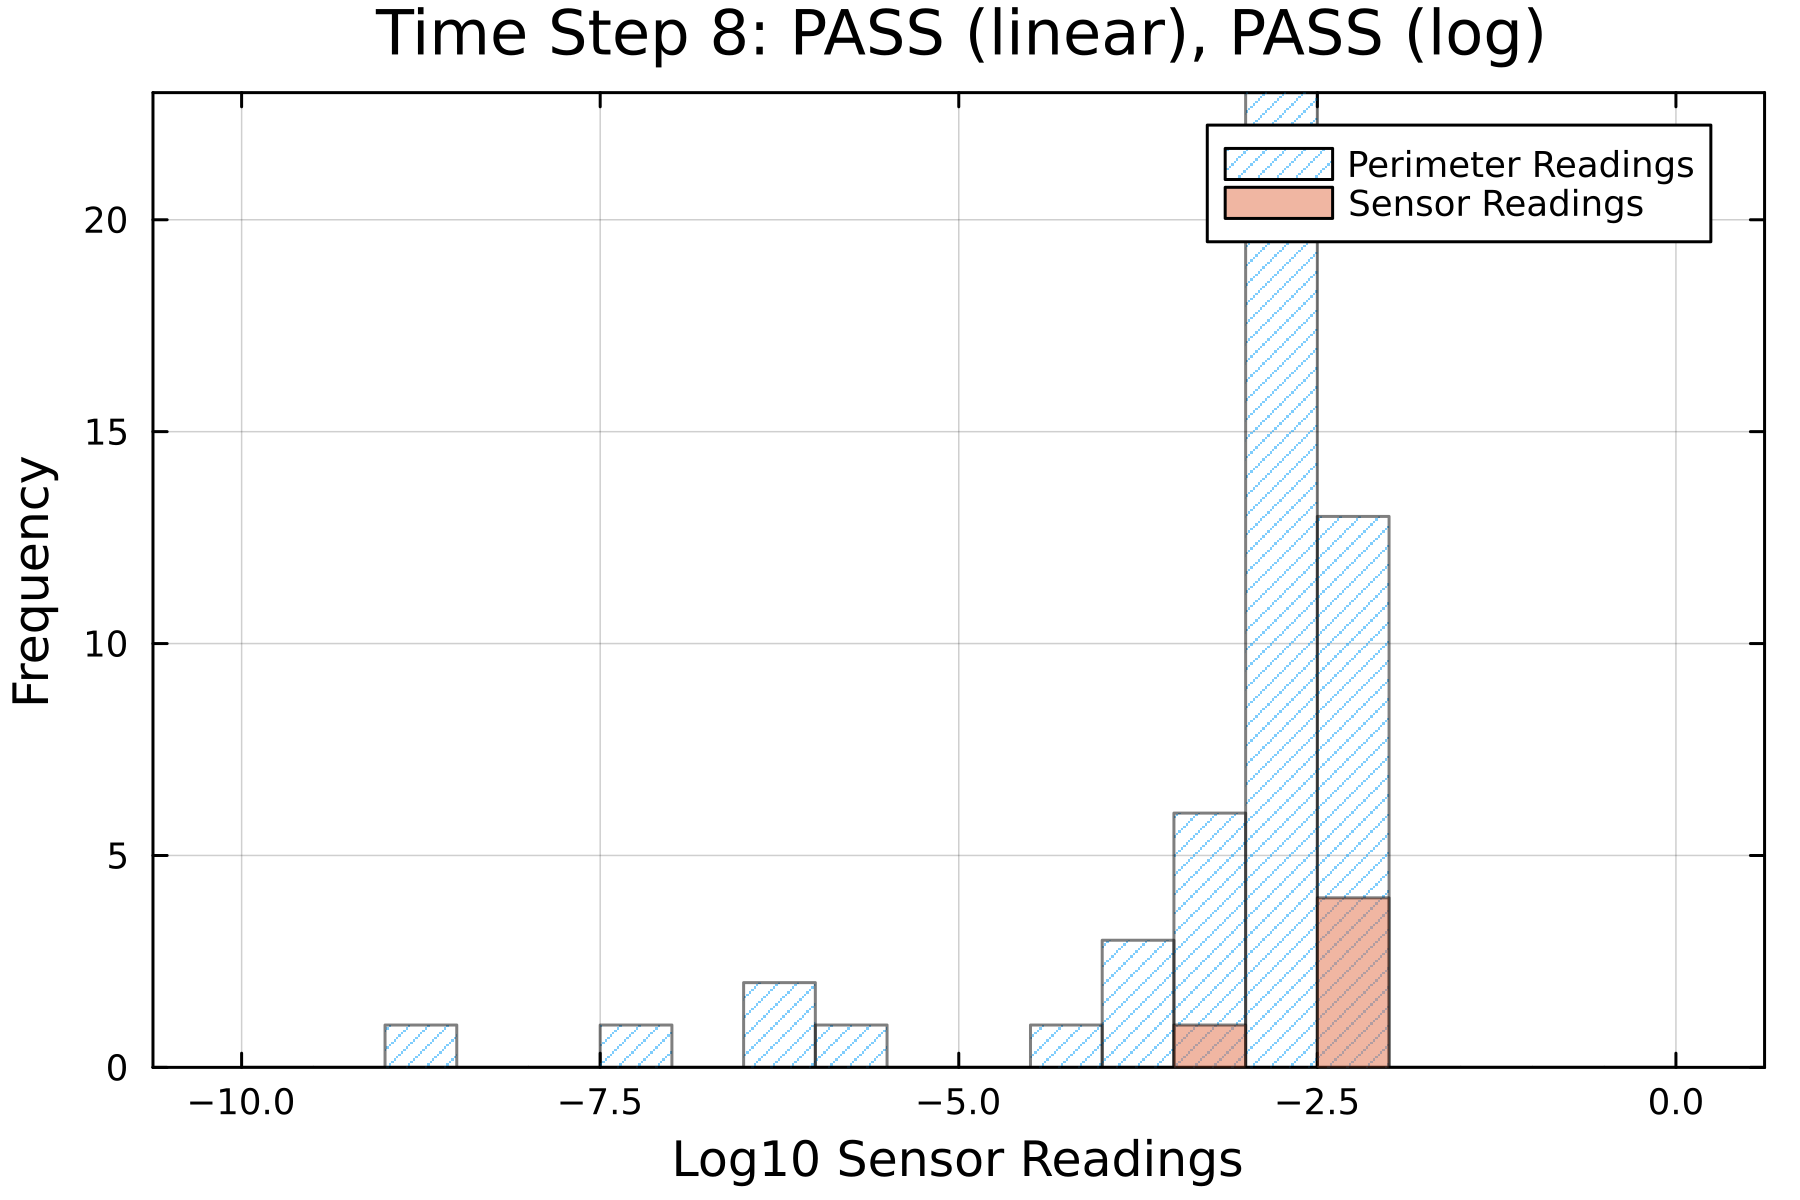 Time Step 8: PASS (linear), PASS (log)
Perimeter Readings
Sensor Readings
20
15
10
5
0
Frequency
−10.0 −7.5 −5.0 −2.5 0.0
Log10 Sensor Readings